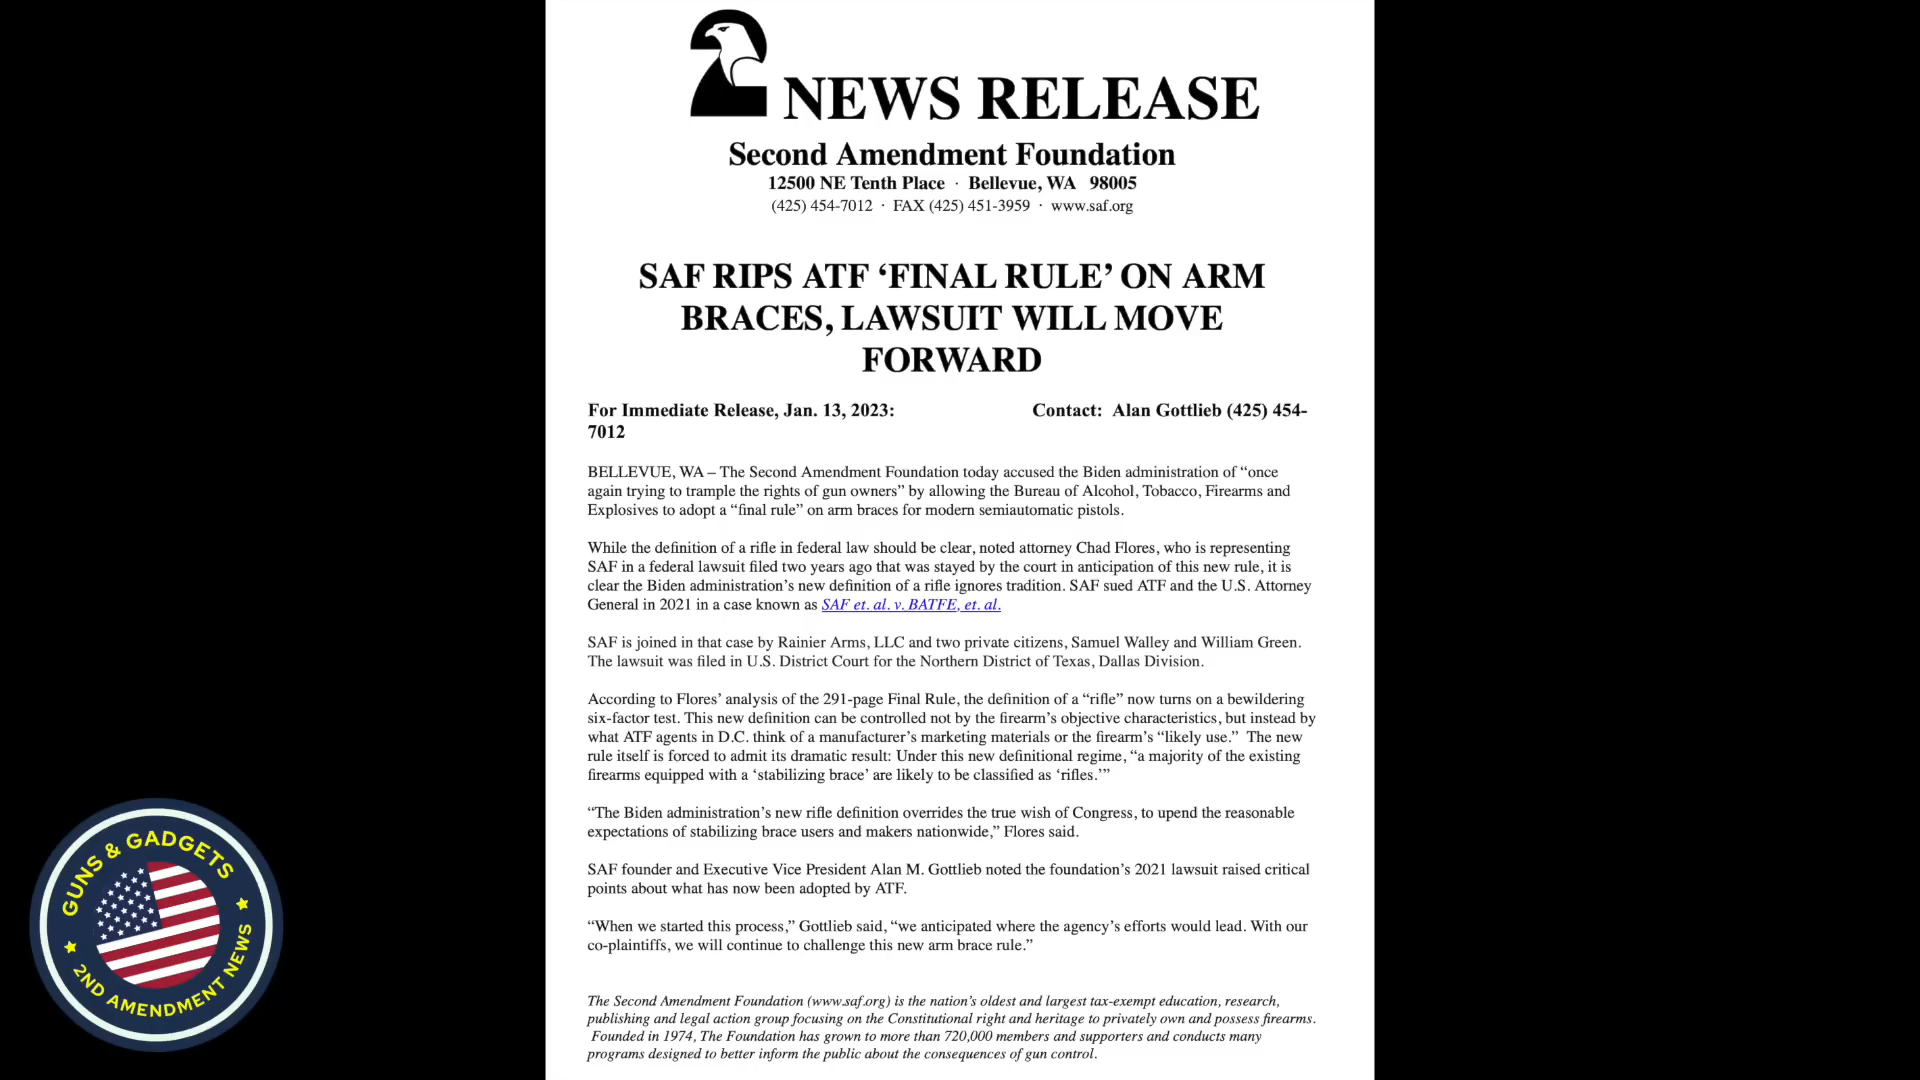 NEWS RELEASE
Second Amendment Foundation
12500 NE Tenth Place · Bellevue, WA 98005
(425) 454-7012 · FAX (425) 451-3959 · www.saf.org
SAF RIPS ATF ‘FINAL RULE’ ON ARM
BRACES, LAWSUIT WILL MOVE
FORWARD
For Immediate Release, Jan. 13, 2023: Contact: Alan Gottlieb (425) 454-
7012
BELLEVUE, WA – The Second Amendment Foundation today accused the Biden administration of “once
again trying to trample the rights of gun owners” by allowing the Bureau of Alcohol, Tobacco, Firearms and
Explosives to adopt a “final rule” on arm braces for modern semiautomatic pistols.
While the definition of a rifle in federal law should be clear, noted attorney Chad Flores, who is representing
SAF in a federal lawsuit filed two years ago that was stayed by the court in anticipation of this new rule, it is
clear the Biden administration’s new definition of a rifle ignores tradition. SAF sued ATF and the U.S. Attorney
General in 2021 in a case known as SAF et. al. v. BATFE, et. al.
SAF is joined in that case by Rainier Arms, LLC and two private citizens, Samuel Walley and William Green.
The lawsuit was filed in U.S. District Court for the Northern District of Texas, Dallas Division.
According to Flores’ analysis of the 291-page Final Rule, the definition of a “rifle” now turns on a bewildering
six-factor test. This new definition can be controlled not by the firearm’s objective characteristics, but instead by
what ATF agents in D.C. think of a manufacturer’s marketing materials or the firearm’s “likely use.” The new
rule itself is forced to admit its dramatic result: Under this new definitional regime, “a majority of the existing
firearms equipped with a ‘stabilizing brace’ are likely to be classified as ‘rifles.’”
“The Biden administration’s new rifle definition overrides the true wish of Congress, to upend the reasonable
expectations of stabilizing brace users and makers nationwide,” Flores said.
SAF founder and Executive Vice President Alan M. Gottlieb noted the foundation’s 2021 lawsuit raised critical
points about what has now been adopted by ATF.
“When we started this process,” Gottlieb said, “we anticipated where the agency’s efforts would lead. With our
co-plaintiffs, we will continue to challenge this new arm brace rule.”
The Second Amendment Foundation (www.saf.org) is the nation’s oldest and largest tax-exempt education, research,
publishing and legal action group focusing on the Constitutional right and heritage to privately own and possess firearms.
Founded in 1974, The Foundation has grown to more than 720,000 members and supporters and conducts many
programs designed to better inform the public about the consequences of gun control.
GUNS & GADGETS
2ND AMENDMENT NEWS